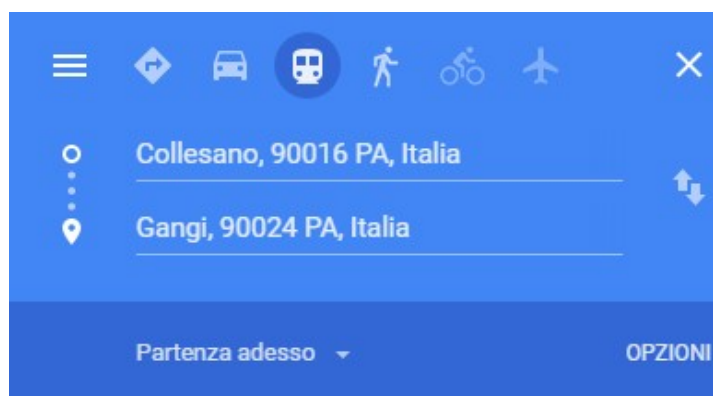 Collesano, 90016 PA, Italia
Gangi, 90024 PA, Italia
Partenza adesso OPZIONI